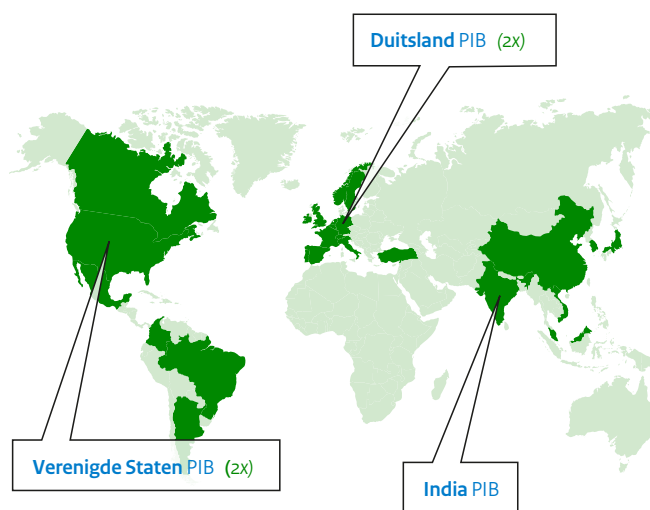 Duitsland PIB (2x)
Verenigde Staten PIB (2x)
India PIB